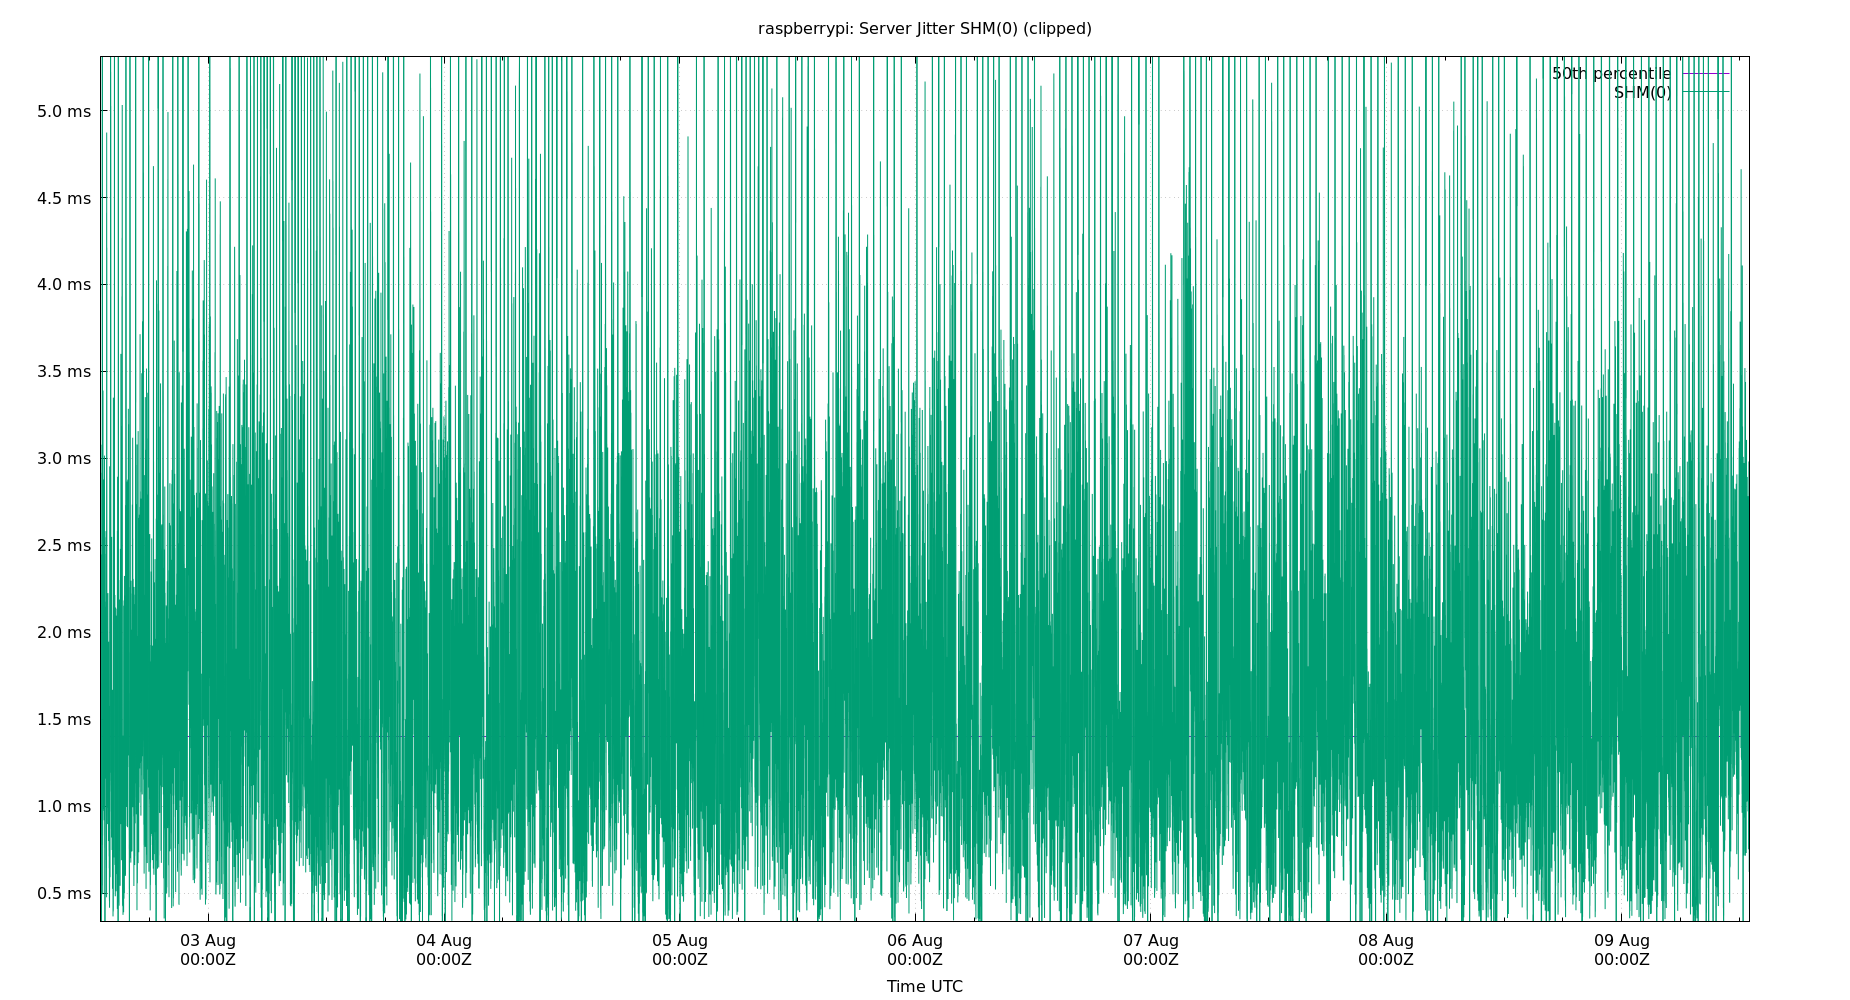 raspberrypi: Server Jitter SHM(0) (clipped)
50th percentile
SHM(0)
5.0 ms
4.5 ms
4.0 ms
3.5 ms
3.0 ms
2.5 ms
2.0 ms
1.5 ms
1.0 ms
0.5 ms
03 Aug 04 Aug 05 Aug 06 Aug 07 Aug 08 Aug 09 Aug
00:00Z 00:00Z 00:00Z 00:00Z 00:00Z 00:00Z 00:00Z
Time UTC